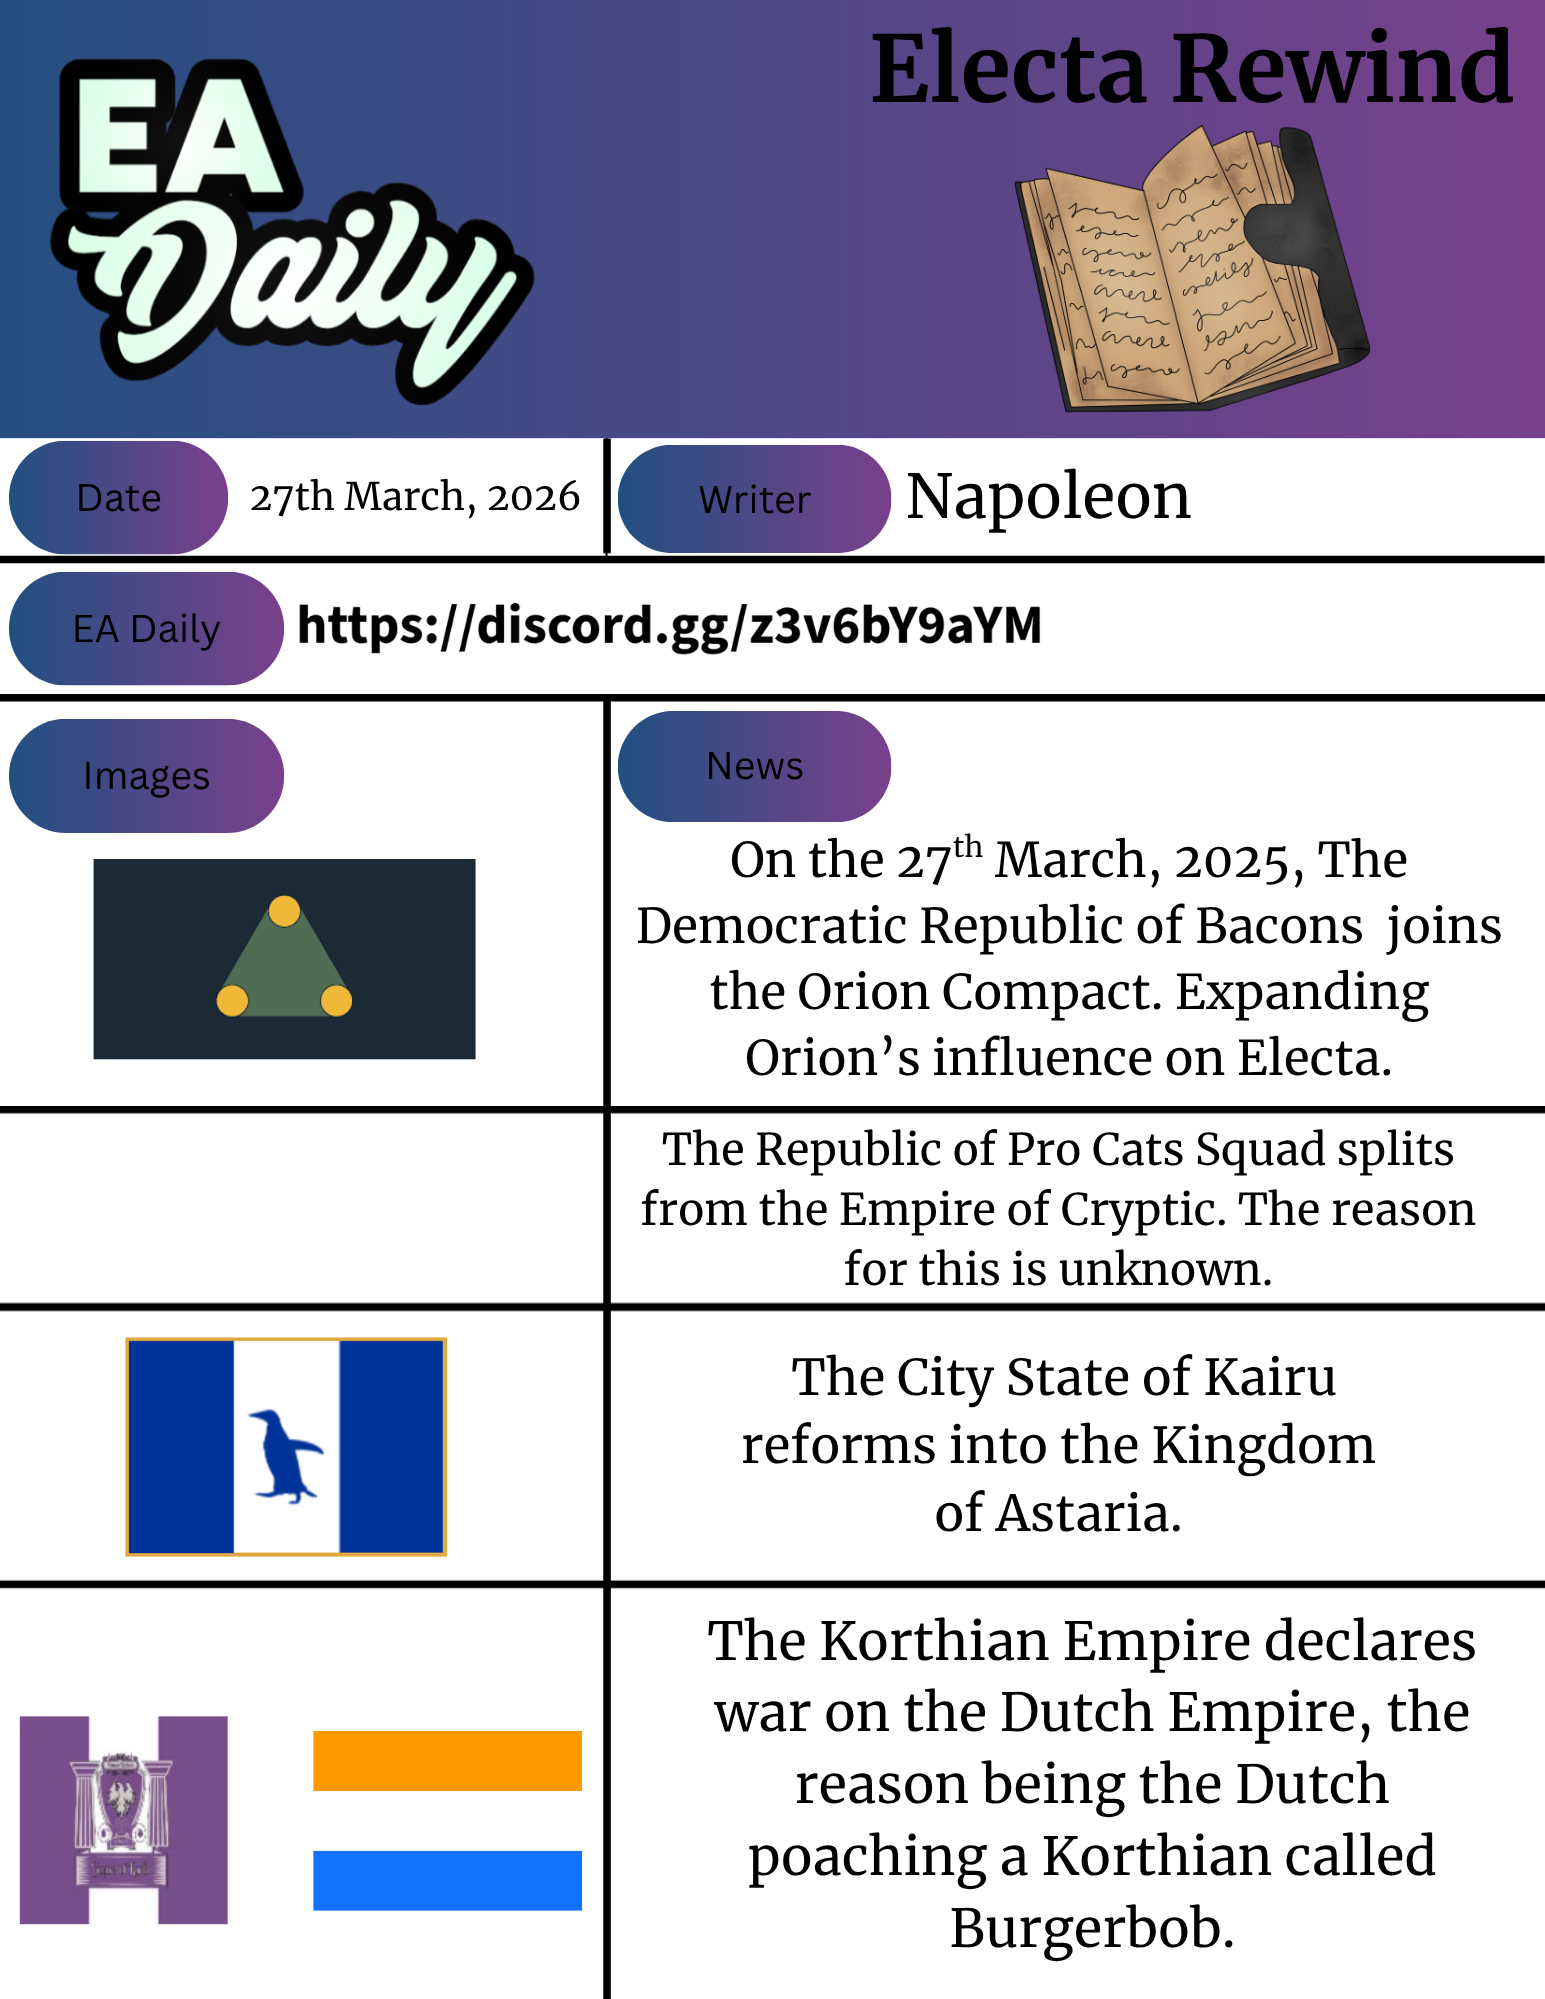 Electa Rewind
EA
Daily
Date
27th March, 2026
Writer
Napoleon
EA Daily
https://discord.gg/z3v6bY9aYM
Images
News
On the 27th March, 2025, The
Democratic Republic of Bacons joins
the Orion Compact. Expanding
Orion’s influence on Electa.
The Republic of Pro Cats Squad splits
from the Empire of Cryptic. The reason
for this is unknown.
The City State of Kairu
reforms into the Kingdom
of Astaria.
The Korthian Empire declares
war on the Dutch Empire, the
reason being the Dutch
poaching a Korthian called
Burgerbob.